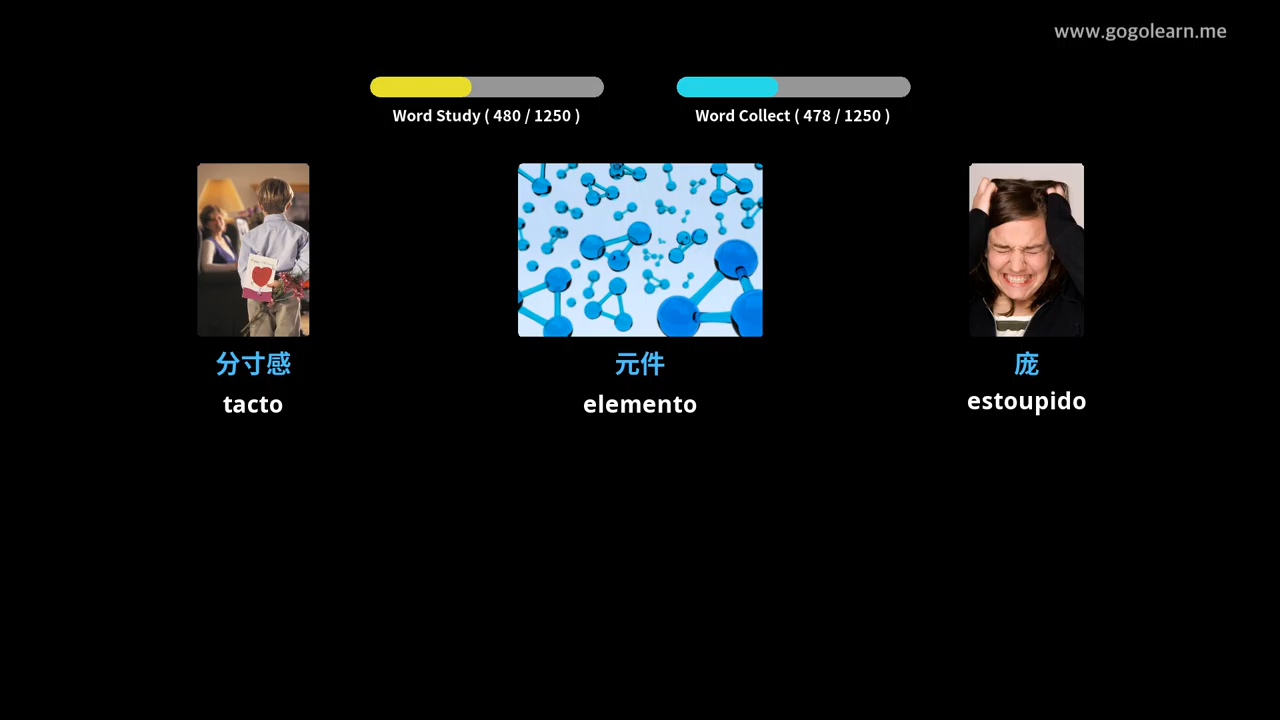 www.gogolearn.me
Word Study ( 480 / 1250 )
Word Collect ( 478 / 1250 )
分寸感
元件
庞
tacto
elemento
estoupido